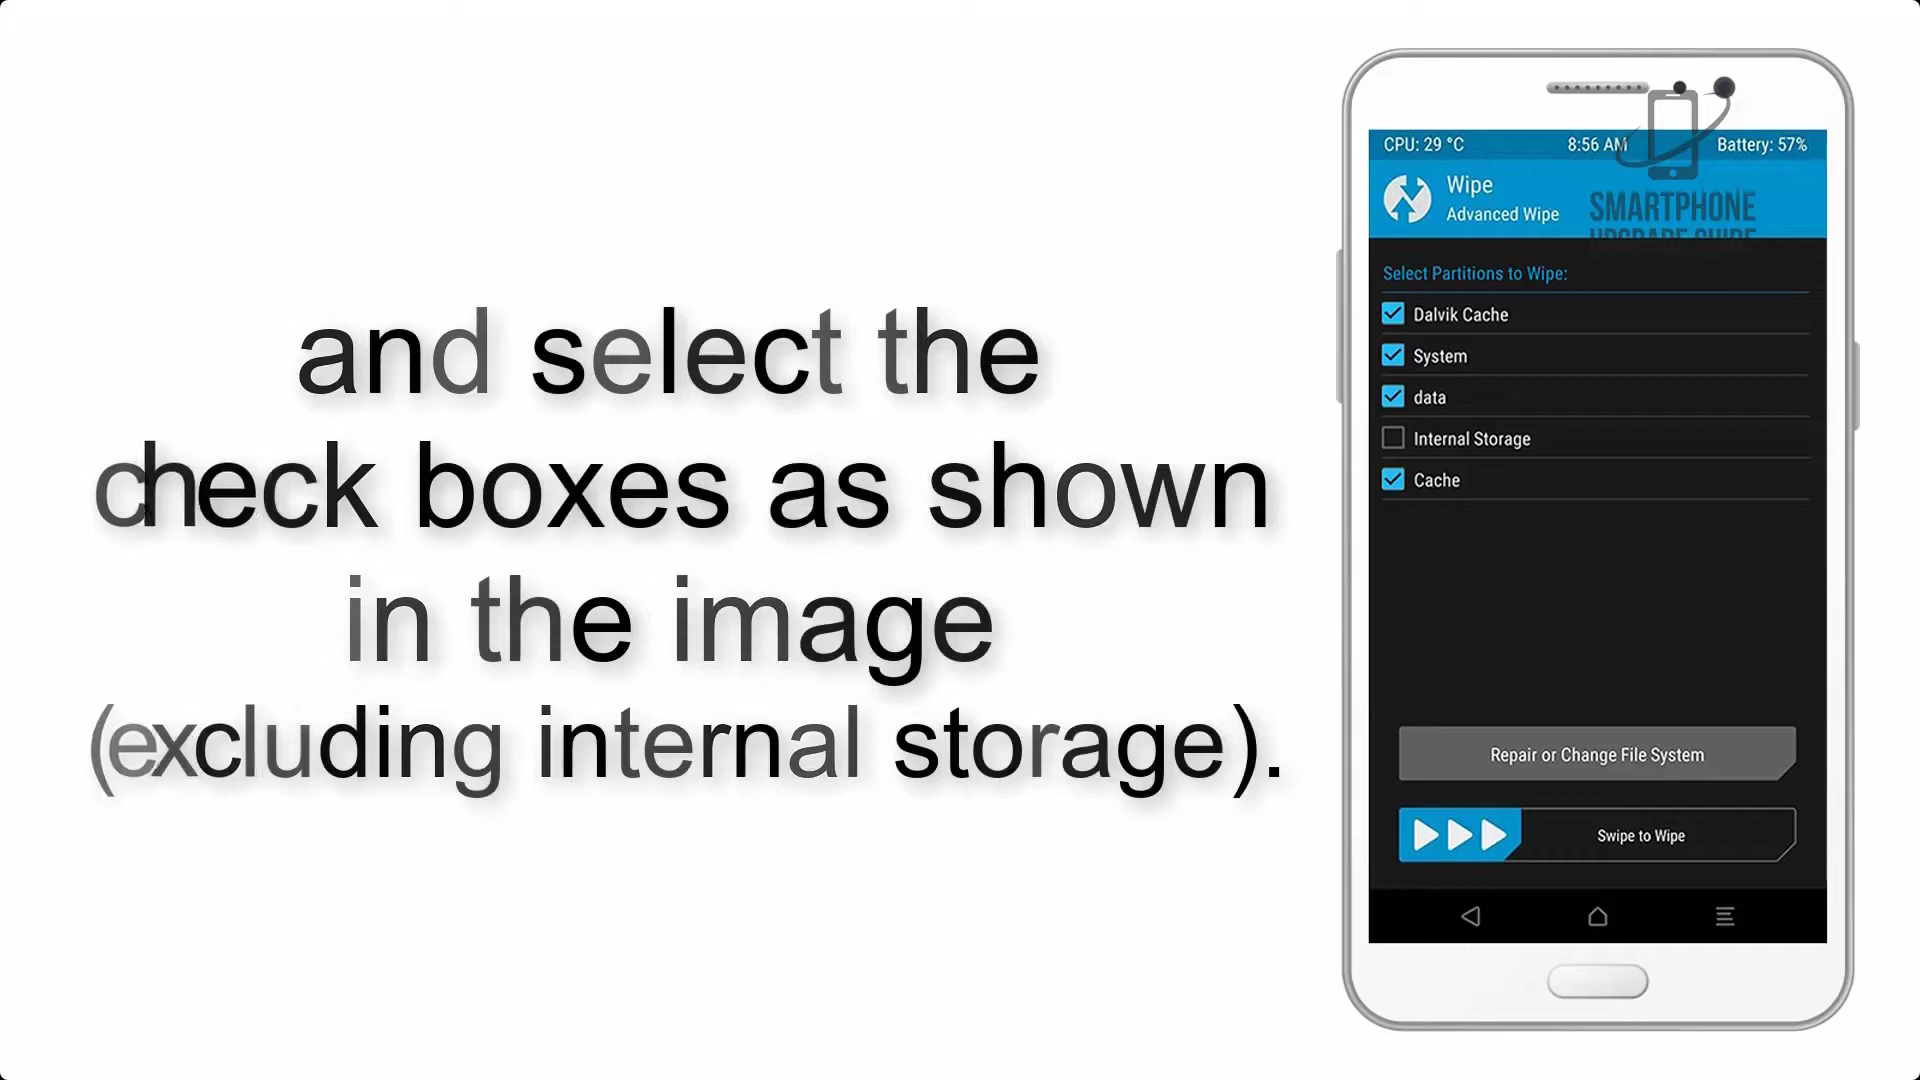 and select the
check boxes as shown
in the image
(excluding internal storage).
CPU: 29 °C 8:56 AM Battery: 57%
Wipe
Advanced Wipe
SMARTPHONE
UPGRADE GUIDE
Select Partitions to Wipe:
Dalvik Cache
System
data
Internal Storage
Cache
Repair or Change File System
Swipe to Wipe